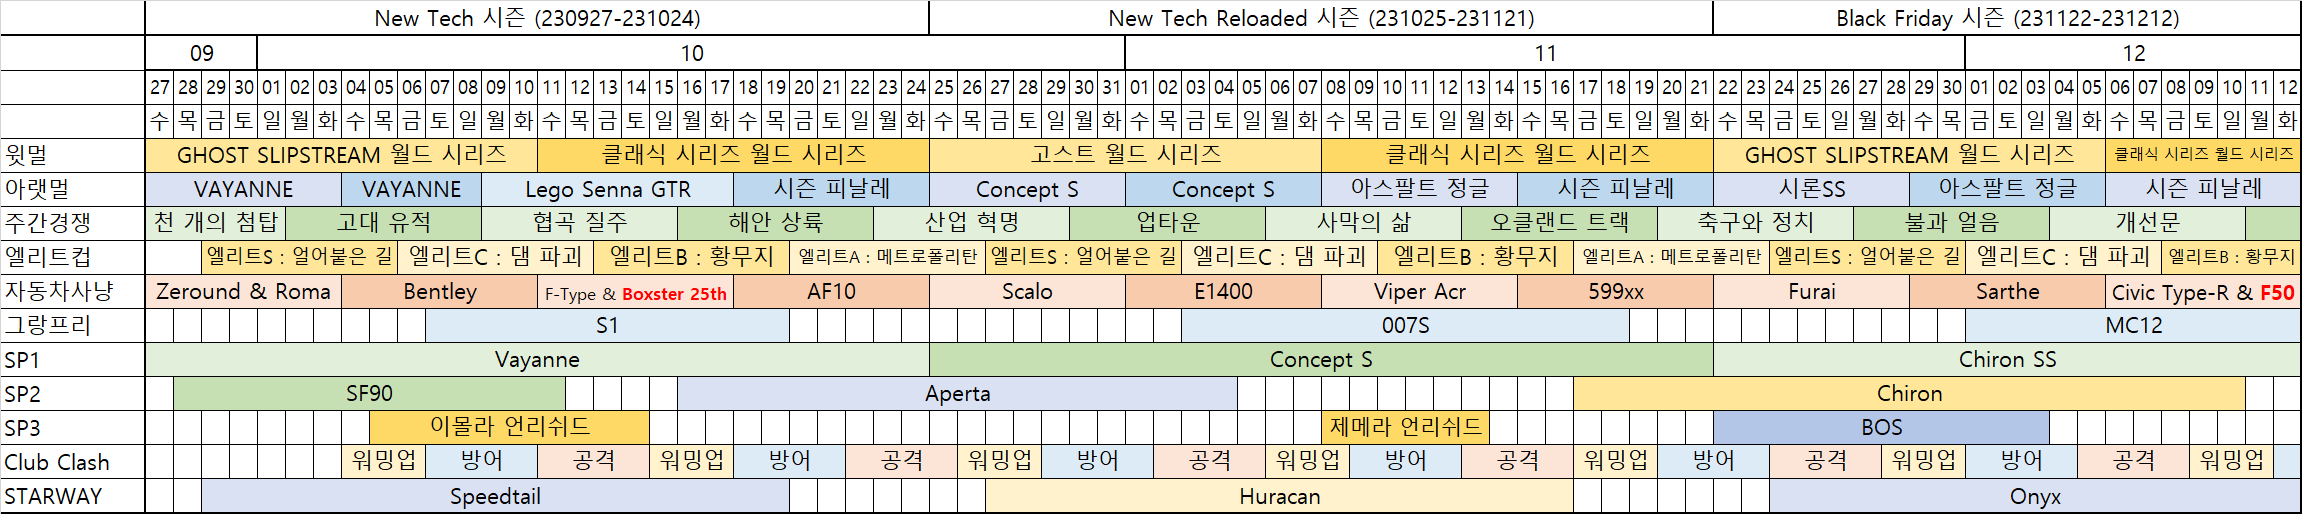 New Tech 시즌 (230927-231024) New Tech Reloaded 시즌 (231025-231121) Black Friday 시즌 (231122-231212)
09 10 11 12
27 28 29 30 01 02 03 04 05 06 07 08 09 10 11 12 13 14 15 16 17 18 19 20 21 22 23 24 25 26 27 28 29 30 31 01 02 03 04 05 06 07 08 09 10 11 12 13 14 15 16 17 18 19 20 21 22 23 24 25 26 27 28 29 30 01 02 03 04 05 06 07 08 09 10 11 12
수 목 금 토 일 월 화 수 목 금 토 일 월 화 수 목 금 토 일 월 화 수 목 금 토 일 월 화 수 목 금 토 일 월 화 수 목 금 토 일 월 화 수 목 금 토 일 월 화 수 목 금 토 일 월 화 수 목 금 토 일 월 화 수 목 금 토 일 월 화 수 목 금 토 일 월 화
윗멀 GHOST SLIPSTREAM 월드 시리즈 클래식 시리즈 월드 시리즈 고스트 월드 시리즈 클래식 시리즈 월드 시리즈 GHOST SLIPSTREAM 월드 시리즈 클래식 시리즈 월드 시리즈
아랫멀 VAYANNE VAYANNE Lego Senna GTR 시즌 피날레 Concept S Concept S 아스팔트 정글 시즌 피날레 시론SS 아스팔트 정글 시즌 피날레
주간경쟁 천 개의 첨탑 고대 유적 협곡 질주 해안 상륙 산업 혁명 업타운 사막의 삶 오클랜드 트랙 축구와 정치 불과 얼음 개선문
엘리트컵 엘리트S : 얼어붙은 길 엘리트C : 댐 파괴 엘리트B : 황무지 엘리트A : 메트로폴리탄 엘리트S : 얼어붙은 길 엘리트C : 댐 파괴 엘리트B : 황무지 엘리트A : 메트로폴리탄 엘리트S : 얼어붙은 길 엘리트C : 댐 파괴 엘리트B : 황무지
자동차사냥 Zeround & Roma Bentley F-Type & Boxster 25th AF10 Scalo E1400 Viper Acr 599xx Furai Sarthe Civic Type-R & F50
그랑프리 S1 007S MC12
SP1 Vayanne Concept S Chiron SS
SP2 SF90 Aperta Chiron
SP3 이몰라 언리쉬드 제메라 언리쉬드 BOS
Club Clash 워밍업 방어 공격 워밍업 방어 공격 워밍업 방어 공격 워밍업 방어 공격 워밍업 방어 공격 워밍업 방어 공격 워밍업
STARWAY Speedtail Huracan Onyx